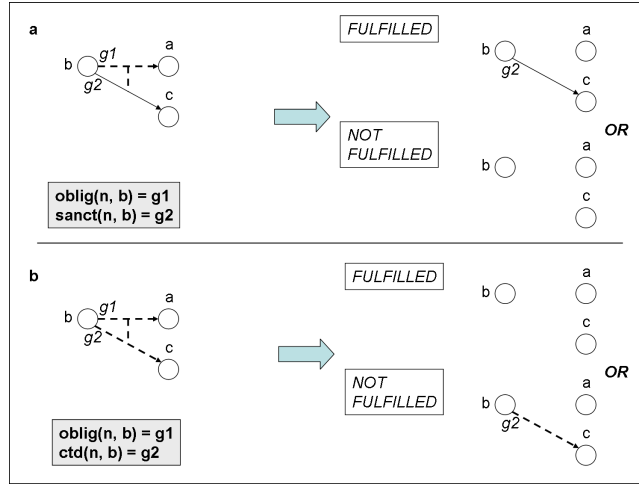 a
a
b
g1
g2
c
oblig(n, b) = g1
sanct(n, b) = g2
FULFILLED
a
b
g2
c
OR
NOT
FULFILLED
a
b
c
b
a
b
g1
g2
c
oblig(n, b) = g1
ctd(n, b) = g2
FULFILLED
a
b
c
OR
NOT
FULFILLED
a
b
g2
c